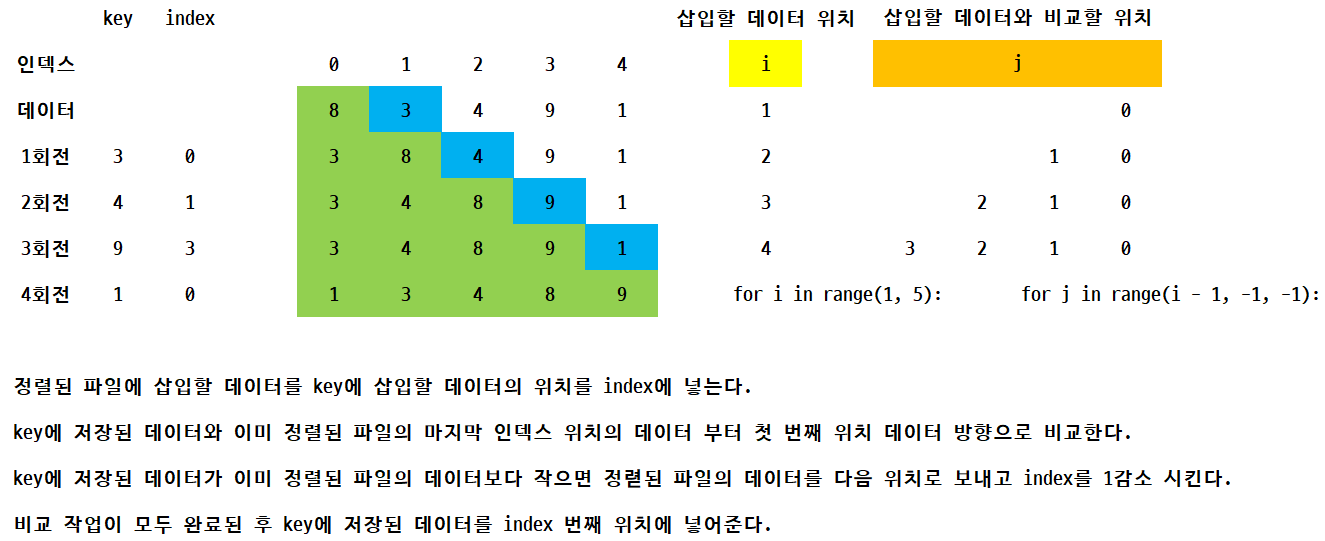 key index 삽입할 데이터 위치 삽입할 데이터와 비교할 위치
인덱스 0 1 2 3 4 i j
데이터 8 3 4 9 1 1 0
1회전 3 0 3 8 4 9 1 2 1 0
2회전 4 1 3 4 8 9 1 3 2 1 0
3회전 9 3 3 4 8 9 1 4 3 2 1 0
4회전 1 0 1 3 4 8 9 for i in range(1, 5): for j in range(i - 1, -1, -1):
정렬된 파일에 삽입할 데이터를 key에 삽입할 데이터의 위치를 index에 넣는다.
key에 저장된 데이터와 이미 정렬된 파일의 마지막 인덱스 위치의 데이터 부터 첫 번째 위치 데이터 방향으로 비교한다.
key에 저장된 데이터가 이미 정렬된 파일의 데이터보다 작으면 정렫된 파일의 데이터를 다음 위치로 보내고 index를 1감소 시킨다.
비교 작업이 모두 완료된 후 key에 저장된 데이터를 index 번째 위치에 넣어준다.